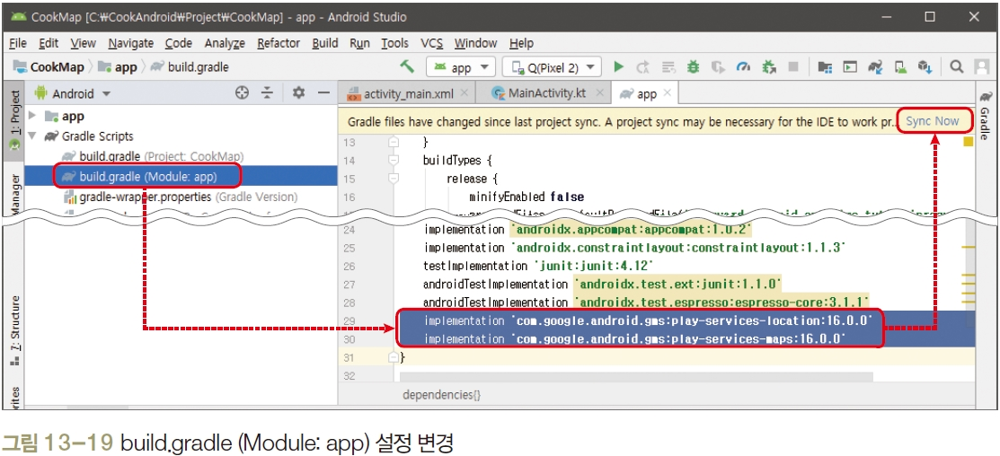 CookMap [C:₩CookAndroid₩Project₩CookMap] - app - Android Studio
File Edit View Navigate Code Analyze Refactor Build Run Tools VCS Window Help
CookMap app build.gradle app Q(Pixel 2)
1: Project
Manager
7: Structure
rites
Android
app
Gradle Scripts
build.gradle (Project: CookMap)
build.gradle (Module: app)
gradle-wrapper.properties (Gradle Version)
activity_main.xml MainActivity.kt app
Gradle files have changed since last project sync. A project sync may be necessary for the IDE to work pr... Sync Now
13 }
14 buildTypes {
15 release {
16 minifyEnabled false
24 implementation 'androidx.appcompat:appcompat:1.0.2'
25 implementation 'androidx.constraintlayout:constraintlayout:1.1.3'
26 testImplementation 'junit:junit:4.12'
27 androidTestImplementation 'androidx.test.ext:junit:1.1.0'
28 androidTestImplementation 'androidx.test.espresso:espresso-core:3.1.1'
29 implementation 'com.google.android.gms:play-services-location:16.0.0'
30 implementation 'com.google.android.gms:play-services-maps:16.0.0'
31 }
32
dependencies{}
Gradle
그림 13-19 build.gradle (Module: app) 설정 변경